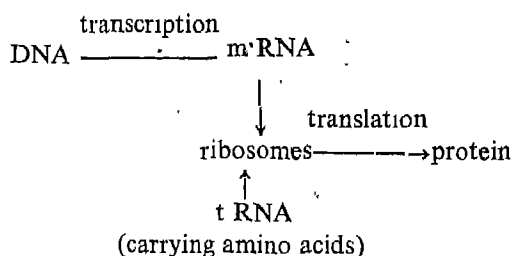 transcription
DNA m·RNA
translation
ribosomes protein
t RNA
(carrying amino acids)